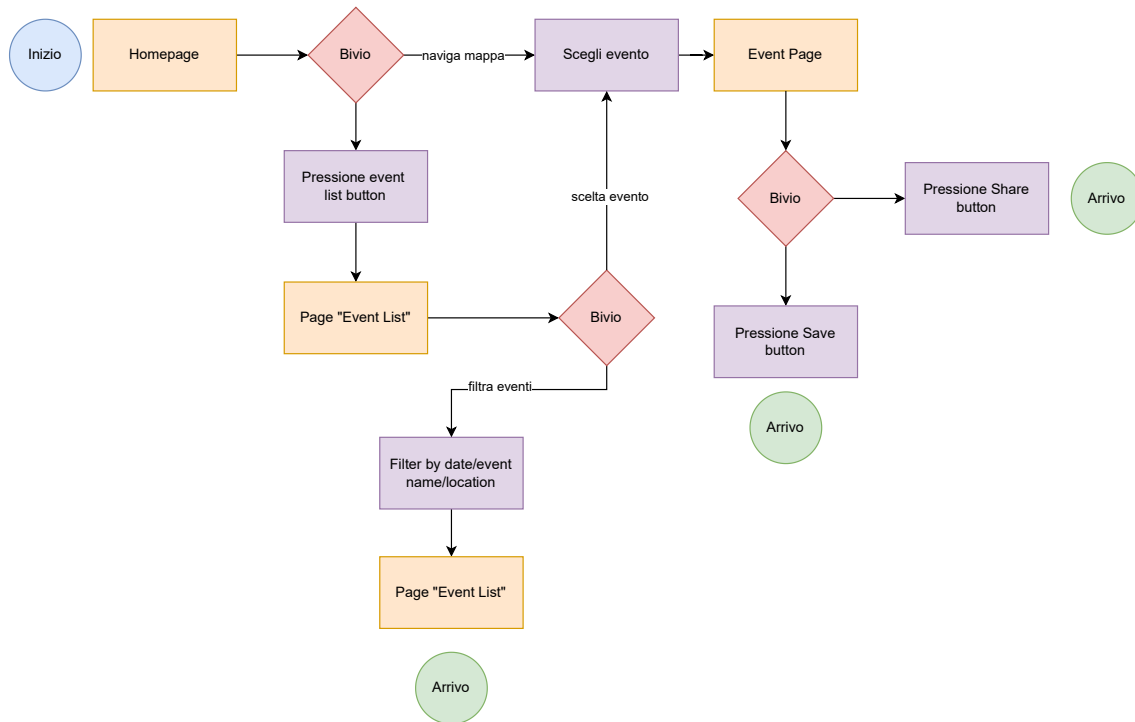 Inizio
Homepage
Bivio
naviga mappa
Scegli evento
Event Page
Pressione event
list button
scelta evento
Bivio
Pressione Share
button
Arrivo
Page "Event List"
Bivio
Pressione Save
button
filtra eventi
Arrivo
Filter by date/event
name/location
Page "Event List"
Arrivo